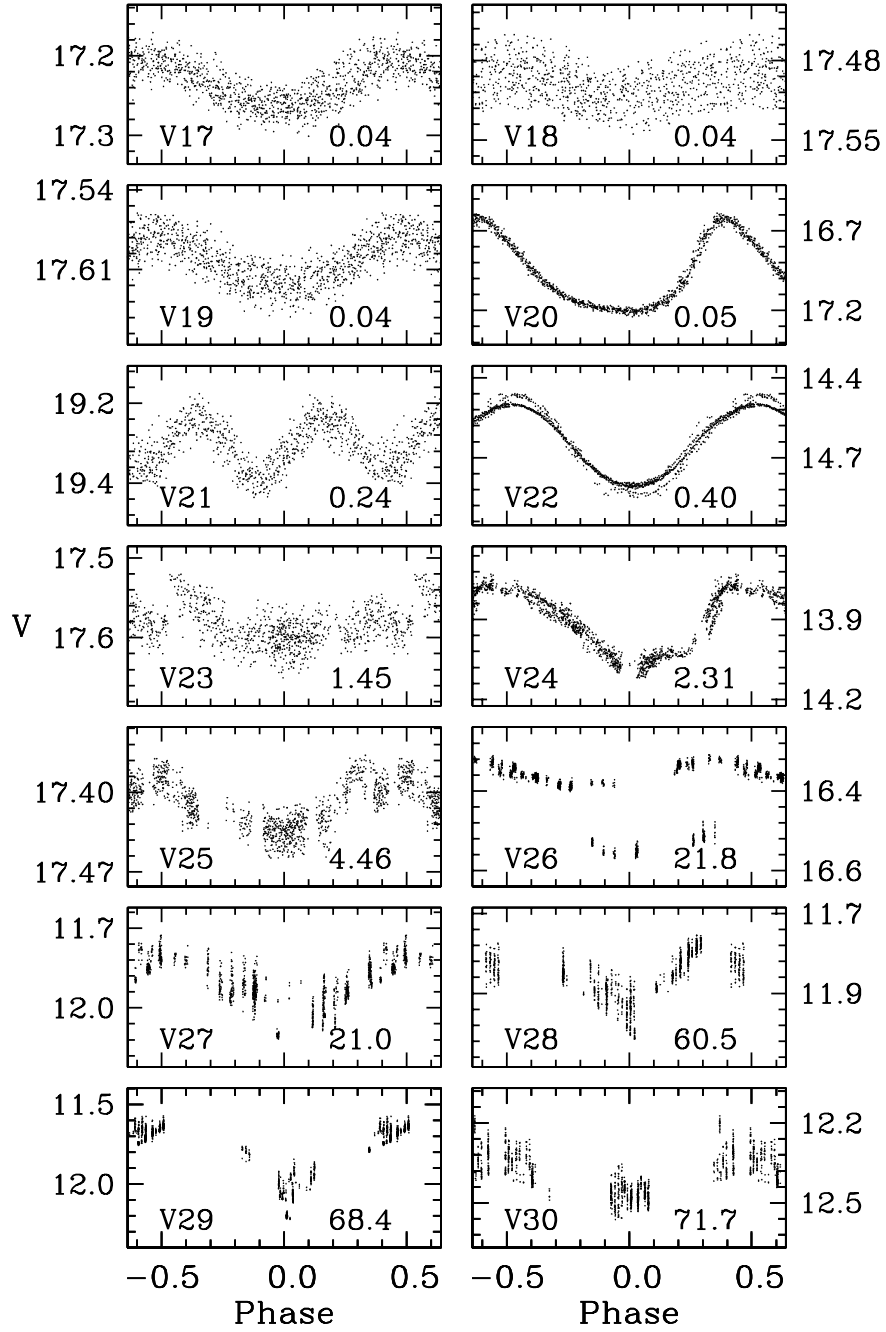 17.2
17.3
V17 0.04
17.48
17.55
V18 0.04
17.54
17.61
V19 0.04
16.7
17.2
V20 0.05
19.2
19.4
V21 0.24
14.4
14.7
V22 0.40
V
17.5
17.6
V23 1.45
13.9
14.2
V24 2.31
17.40
17.47
V25 4.46
16.4
16.6
V26 21.8
11.7
12.0
V27 21.0
11.7
11.9
V28 60.5
11.5
12.0
V29 68.4
12.2
12.5
V30 71.7
−0.5 0.0 0.5
−0.5 0.0 0.5
Phase
Phase